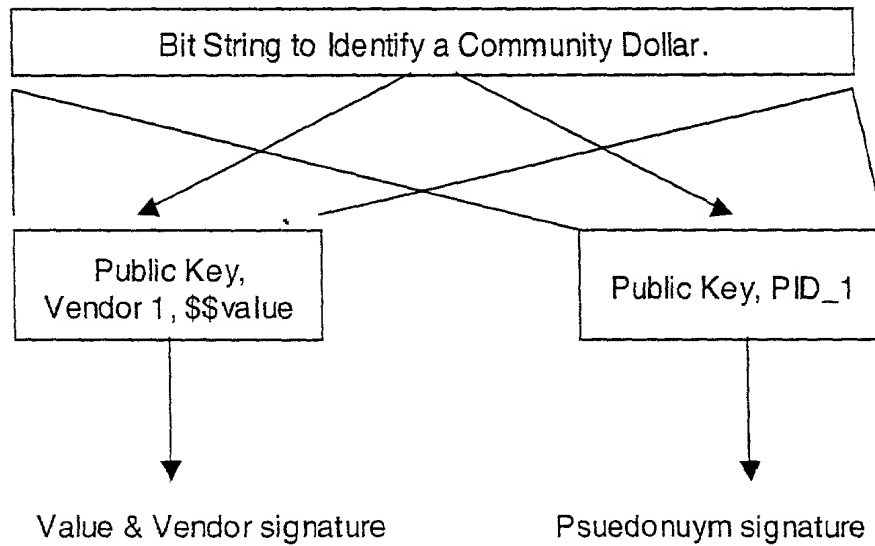 Bit String to Identify a Community Dollar.
Public Key,
Vendor 1, $$value
Public Key, PID_1
Value & Vendor signature
Psuedonuym signature